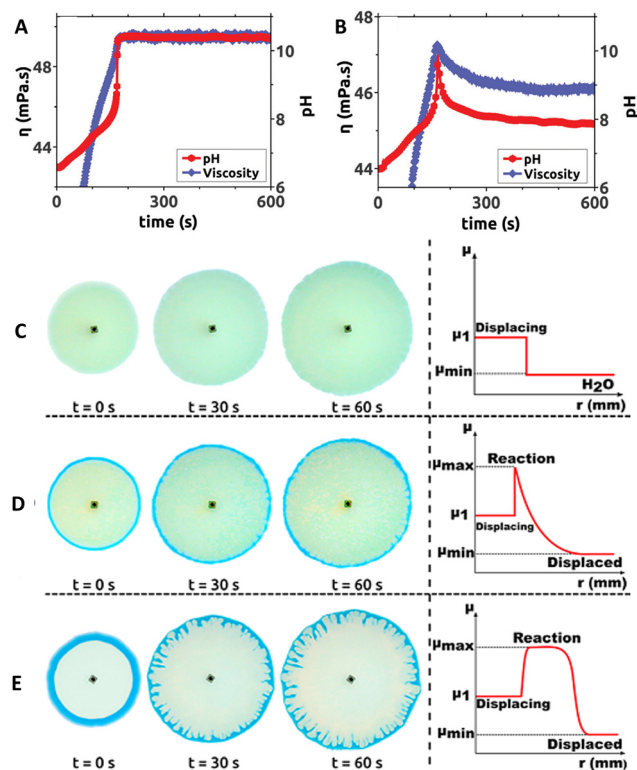 A
η (mPa.s)
48
44
pH
Viscosity
10
8
6
pH
0
300
600
time (s)
B
η (mPa.s)
48
46
44
pH
Viscosity
10
8
6
pH
0
300
600
time (s)
C
t = 0 s
t = 30 s
t = 60 s
μ
μ1
Displacing
μmin
H2O
r (mm)
D
t = 0 s
t = 30 s
t = 60 s
μ
μmax
Reaction
μ1
Displacing
μmin
Displaced
r (mm)
E
t = 0 s
t = 30 s
t = 60 s
μ
μmax
Reaction
μ1
Displacing
μmin
Displaced
r (mm)